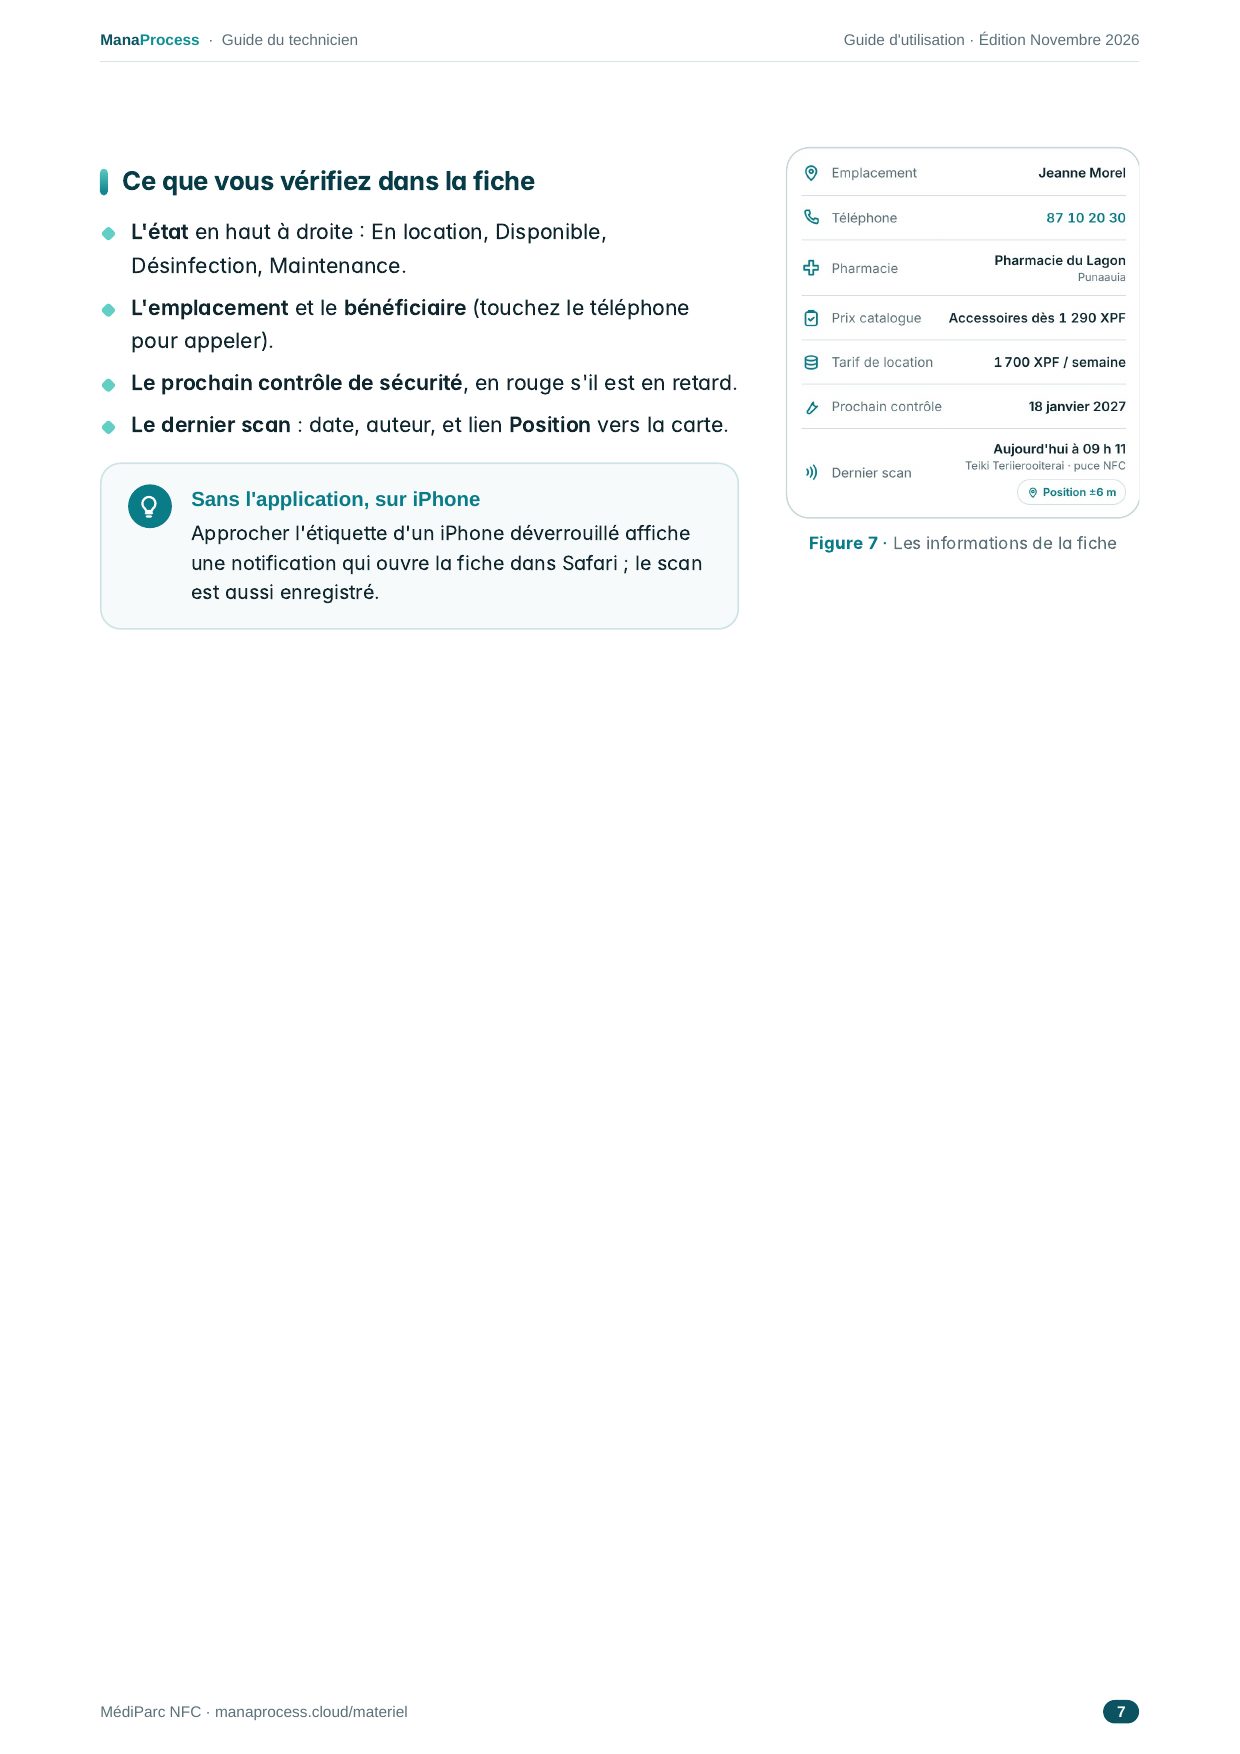 ManaProcess · Guide du technicien
Guide d'utilisation · Édition Novembre 2026
Ce que vous vérifiez dans la fiche
L'état en haut à droite : En location, Disponible,
Désinfection, Maintenance.
L'emplacement et le bénéficiaire (touchez le téléphone
pour appeler).
Le prochain contrôle de sécurité, en rouge s'il est en retard.
Le dernier scan : date, auteur, et lien Position vers la carte.
Sans l'application, sur iPhone
Approcher l'étiquette d'un iPhone déverrouillé affiche
une notification qui ouvre la fiche dans Safari ; le scan
est aussi enregistré.
Emplacement Jeanne Morel
Téléphone 87 10 20 30
Pharmacie Pharmacie du Lagon
Punaauia
Prix catalogue Accessoires dès 1 290 XPF
Tarif de location 1 700 XPF / semaine
Prochain contrôle 18 janvier 2027
Dernier scan Aujourd'hui à 09 h 11
Teiki Teriierooiterai · puce NFC
Position ±6 m
Figure 7 · Les informations de la fiche
MédiParc NFC · manaprocess.cloud/materiel
7